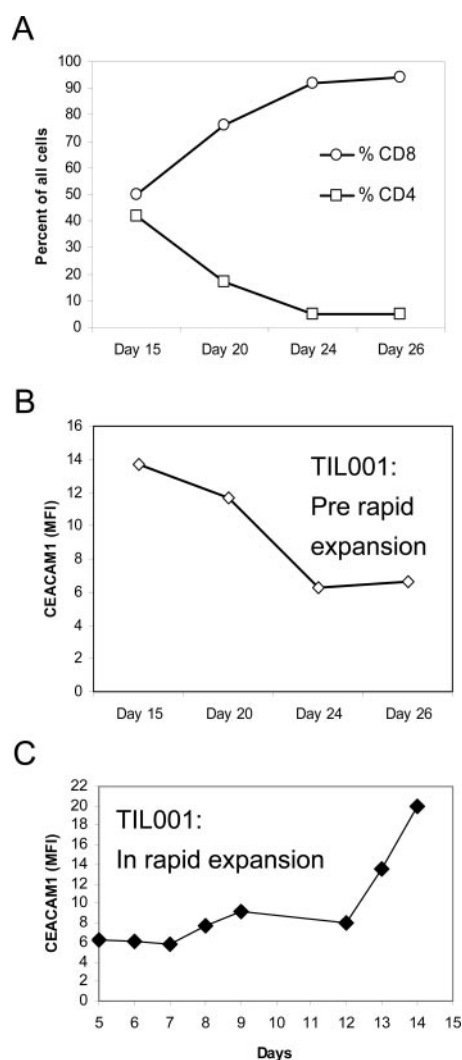 A
Percent of all cells
100
90
80
70
60
50
40
30
20
10
0
% CD8
% CD4
Day 15 Day 20 Day 24 Day 26
B
CEACAM1 (MFI)
16
14
12
10
8
6
4
2
0
TIL001:
Pre rapid
expansion
Day 15 Day 20 Day 24 Day 26
C
CEACAM1 (MFI)
22
20
18
16
14
12
10
8
6
4
2
0
TIL001:
In rapid expansion
5 6 7 8 9 10 11 12 13 14 15
Days